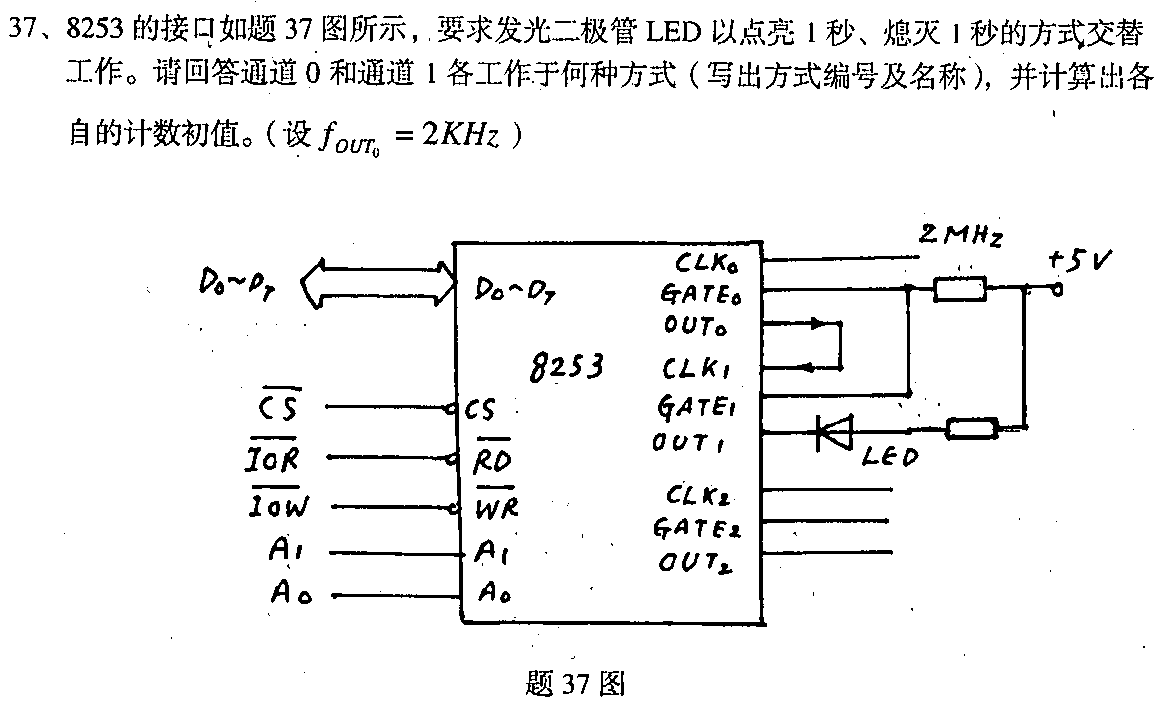 37、8253 的接口如题 37 图所示，要求发光二极管 LED 以点亮 1 秒、熄灭 1 秒的方式交替
工作。请回答通道 0 和通道 1 各工作于何种方式（写出方式编号及名称），并计算出各
自的计数初值。（设 f_OUT₀ = 2KHz ）
2MHz
+5V
CLK₀
D₀~D₇
D₀~D₇
GATE₀
OUT₀
8253
CLK₁
C̅S̅
CS
GATE₁
OUT₁
LED
I̅O̅R̅
R̅D̅
CLK₂
I̅O̅W̅
W̅R̅
GATE₂
A₁
A₁
OUT₂
A₀
A₀
题 37 图